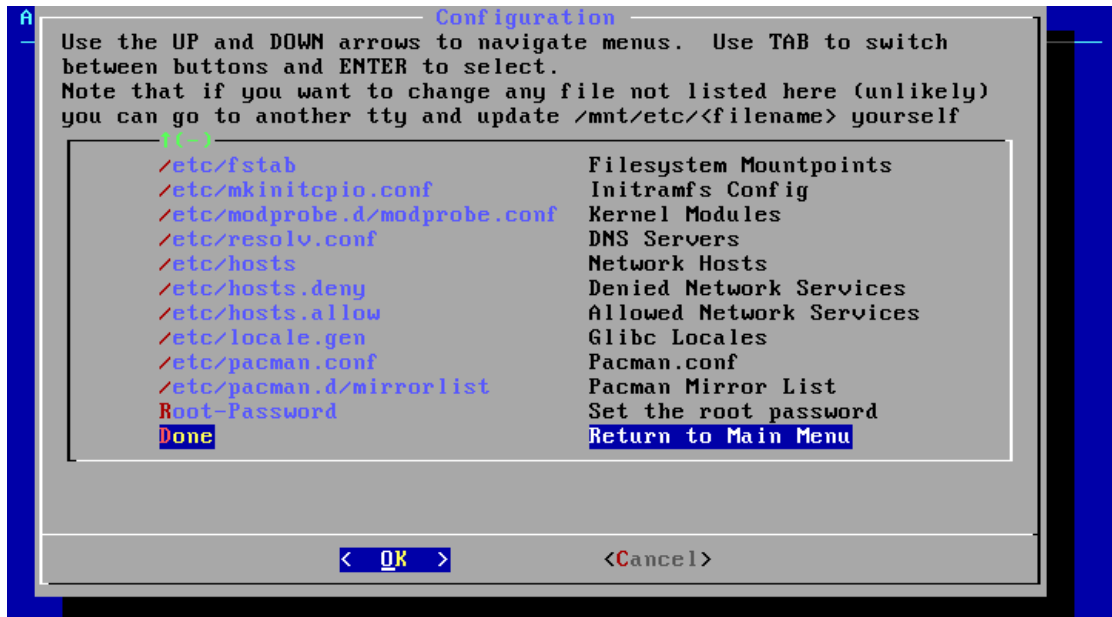 A
Configuration
Use the UP and DOWN arrows to navigate menus.  Use TAB to switch
between buttons and ENTER to select.
Note that if you want to change any file not listed here (unlikely)
you can go to another tty and update /mnt/etc/<filename> yourself
↑(-)
/etc/fstab Filesystem Mountpoints
/etc/mkinitcpio.conf Initramfs Config
/etc/modprobe.d/modprobe.conf Kernel Modules
/etc/resolv.conf DNS Servers
/etc/hosts Network Hosts
/etc/hosts.deny Denied Network Services
/etc/hosts.allow Allowed Network Services
/etc/locale.gen Glibc Locales
/etc/pacman.conf Pacman.conf
/etc/pacman.d/mirrorlist Pacman Mirror List
Root-Password Set the root password
Done Return to Main Menu
<  OK  > <Cancel>